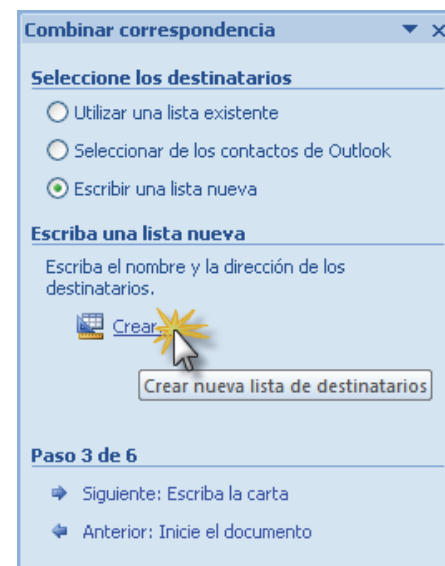 Combinar correspondencia
Seleccione los destinatarios
Utilizar una lista existente
Seleccionar de los contactos de Outlook
Escribir una lista nueva
Escriba una lista nueva
Escriba el nombre y la dirección de los
destinatarios.
Crear
Crear nueva lista de destinatarios
Paso 3 de 6
Siguiente: Escriba la carta
Anterior: Inicie el documento